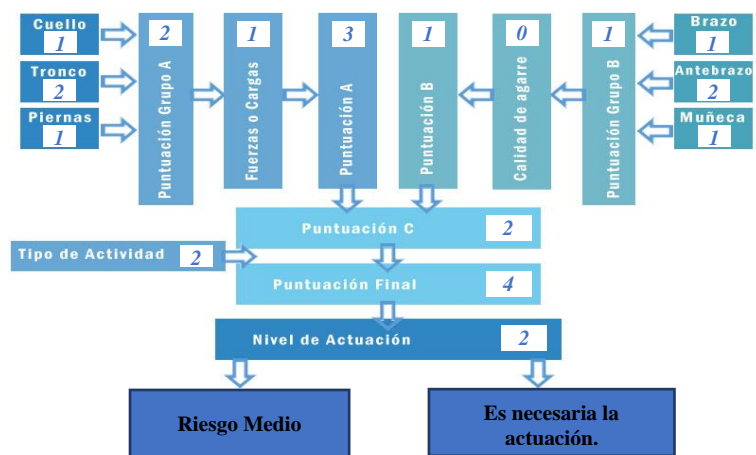 Cuello
1
Tronco
2
Piernas
1
Puntuación Grupo A
2
Fuerzas o Cargas
1
Puntuación A
3
Puntuación B
1
Calidad de agarre
0
Puntuación Grupo B
1
Brazo
1
Antebrazo
2
Muñeca
1
Puntuación C
2
Tipo de Actividad
2
Puntuación Final
4
Nivel de Actuación
2
Riesgo Medio
Es necesaria la
actuación.